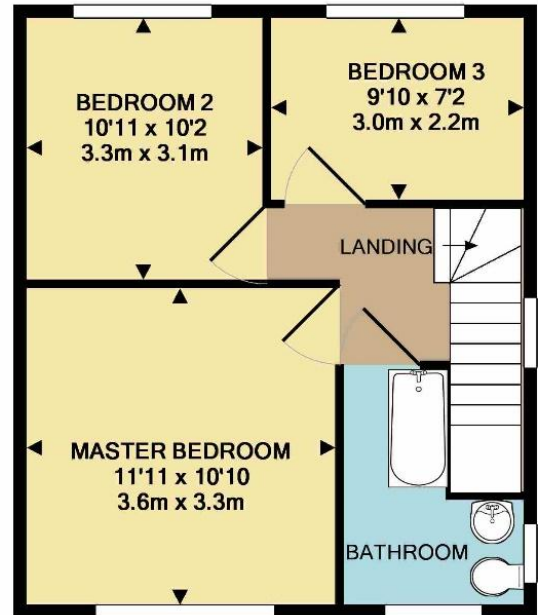 BEDROOM 2
10'11 x 10'2
3.3m x 3.1m
BEDROOM 3
9'10 x 7'2
3.0m x 2.2m
LANDING
MASTER BEDROOM
11'11 x 10'10
3.6m x 3.3m
BATHROOM